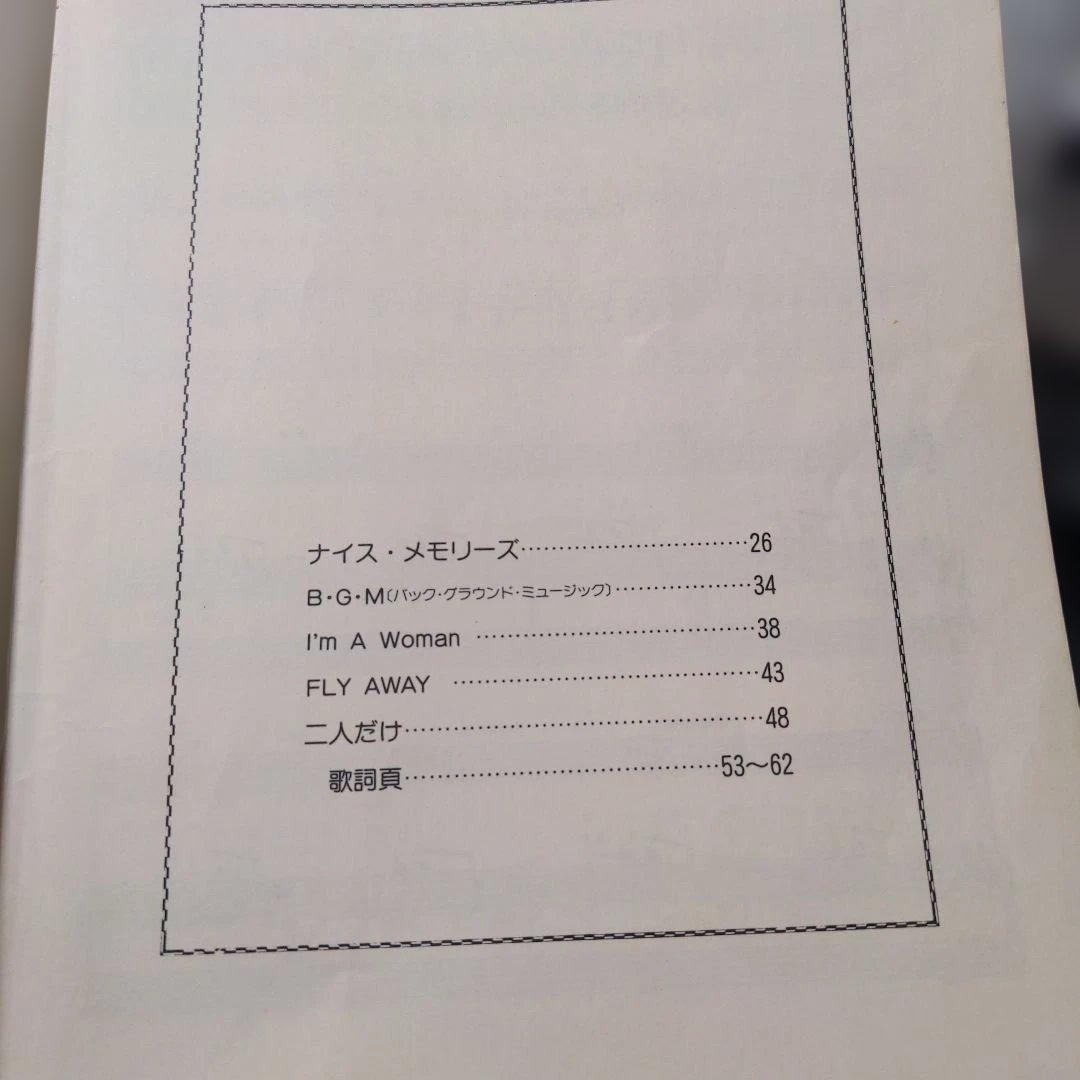 ナイス・メモリーズ…………………………26
B・G・M〔バック・グラウンド・ミュージック〕………………34
I'm A Woman ………………………………38
FLY AWAY …………………………………43
二人だけ…………………………………………48
歌詞頁……………………………………53〜62